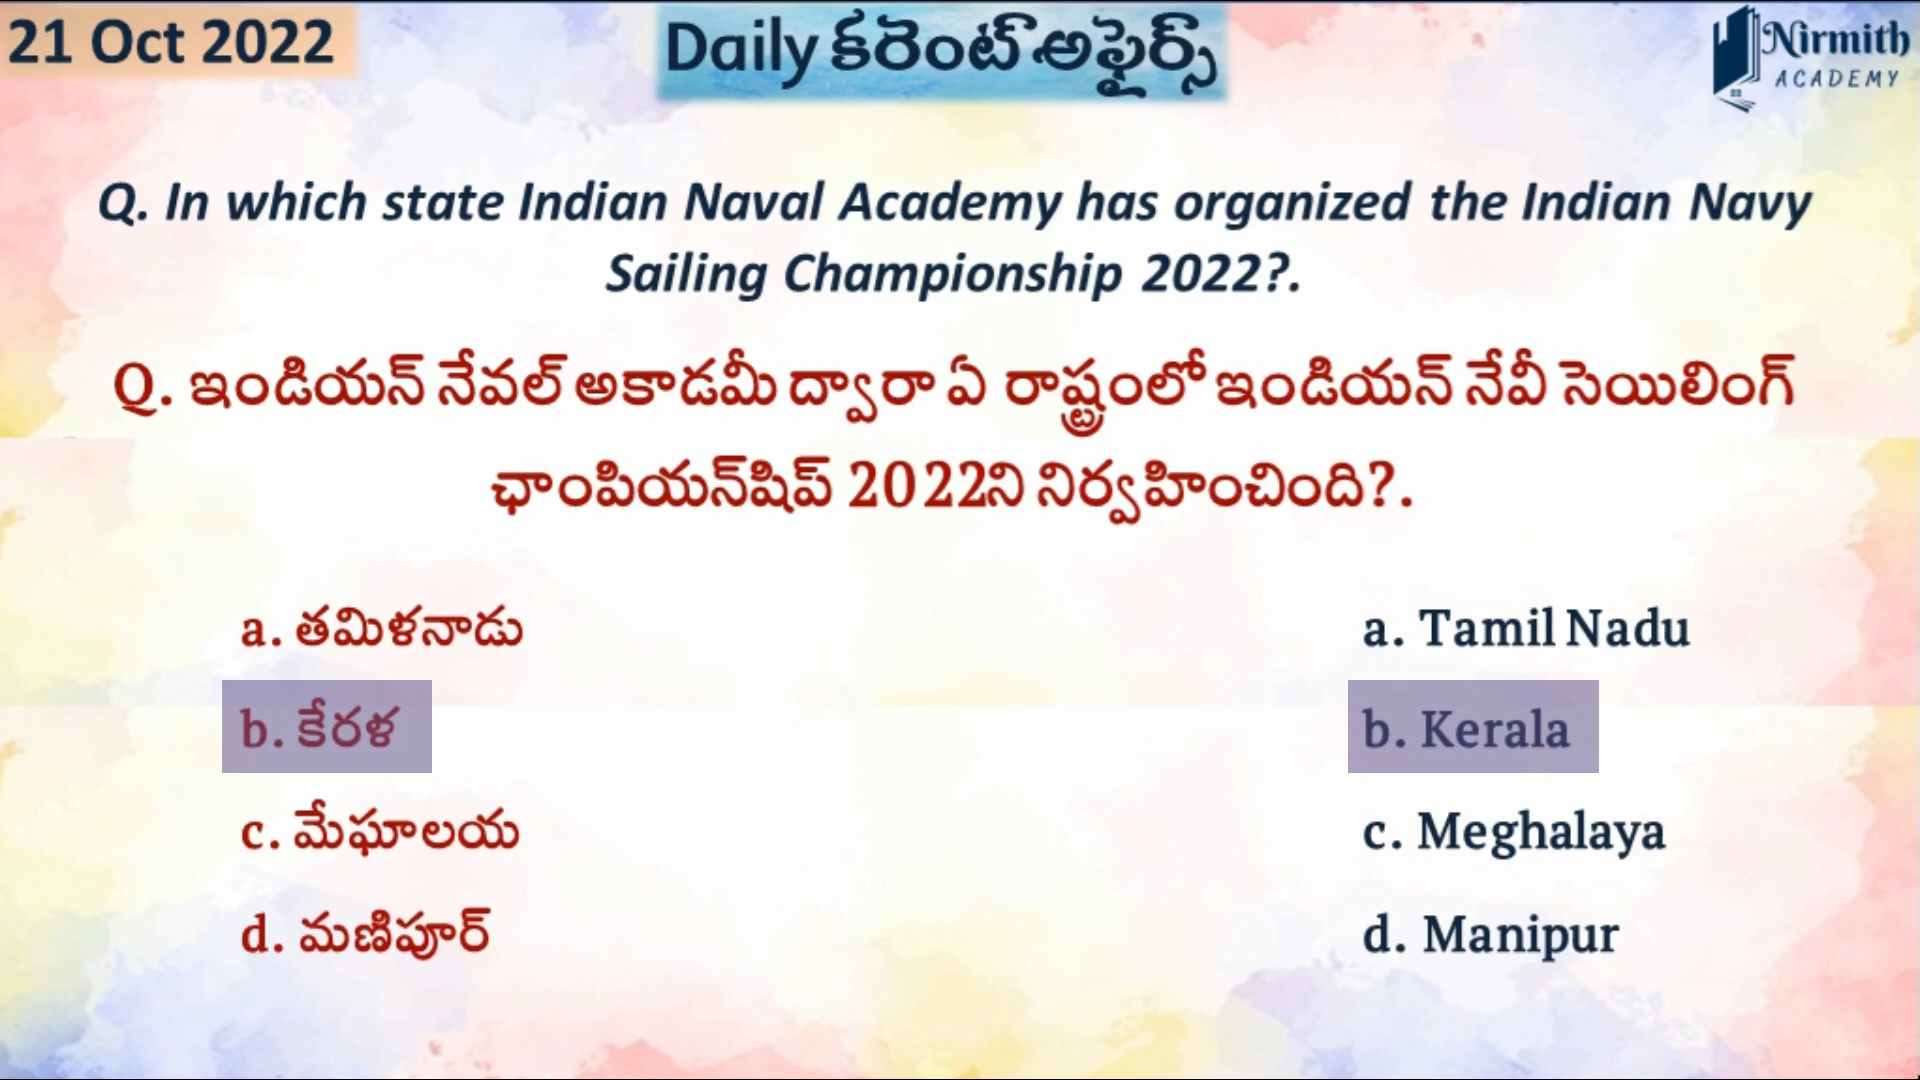 21 Oct 2022
Daily కరెంట్ అఫైర్స్
Nirmith
ACADEMY
Q. In which state Indian Naval Academy has organized the Indian Navy
Sailing Championship 2022?.
Q. ఇండియన్ నేవల్ అకాడమీ ద్వారా ఏ రాష్ట్రంలో ఇండియన్ నేవీ సెయిలింగ్
ఛాంపియన్‌షిప్ 2022ని నిర్వహించింది?.
a. తమిళనాడు
b. కేరళ
c. మేఘాలయ
d. మణిపూర్
a. Tamil Nadu
b. Kerala
c. Meghalaya
d. Manipur